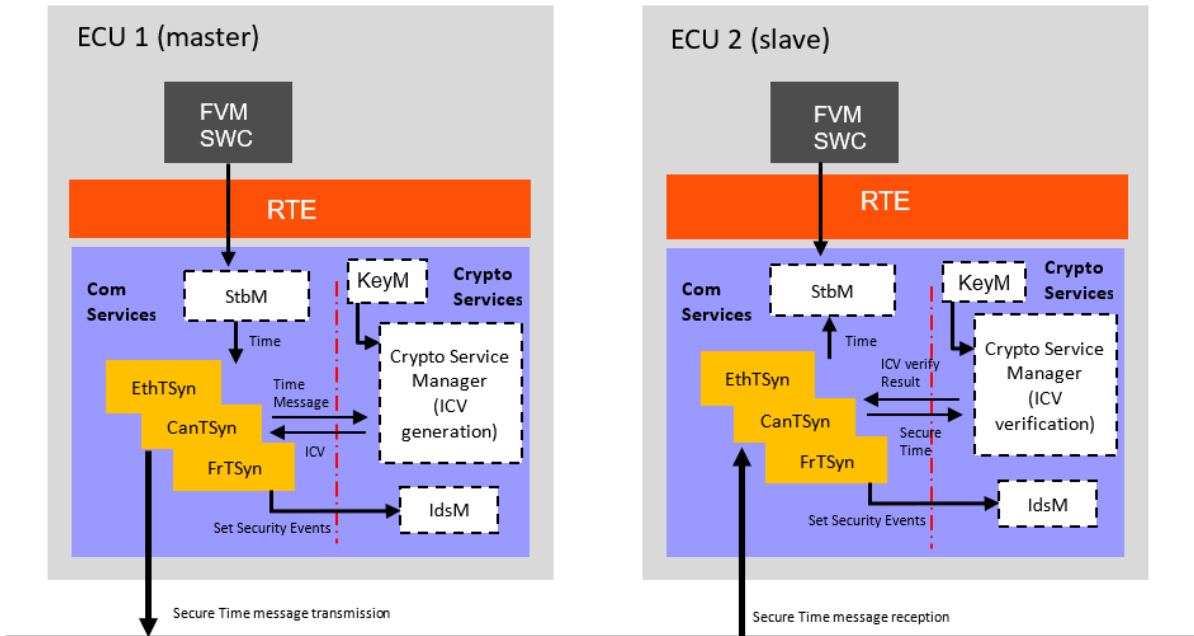 ECU 1 (master)
FVM
SWC
RTE
Com
Services
StbM
KeyM
Crypto
Services
Time
Crypto Service
Manager
(ICV
generation)
EthTSyn
CanTSyn
FrTSyn
Time
Message
ICV
IdsM
Set Security Events
Secure Time message transmission
ECU 2 (slave)
FVM
SWC
RTE
Com
Services
StbM
KeyM
Crypto
Services
Time
ICV verify
Result
Crypto Service
Manager
(ICV
verification)
EthTSyn
CanTSyn
FrTSyn
Secure
Time
IdsM
Set Security Events
Secure Time message reception